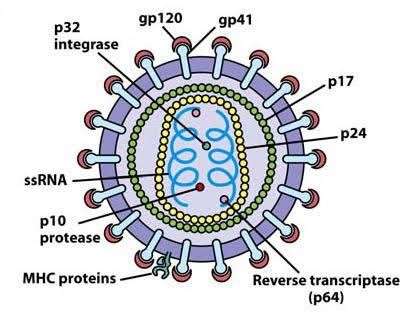 gp120
gp41
p32
integrase
p17
p24
ssRNA
p10
protease
MHC proteins
Reverse transcriptase
(p64)